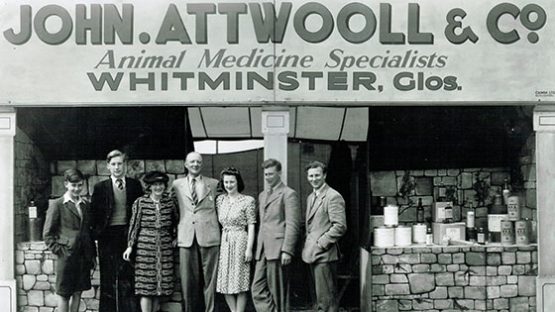 JOHN. ATTWOOLL & Co
Animal Medicine Specialists
WHITMINSTER, Glos.